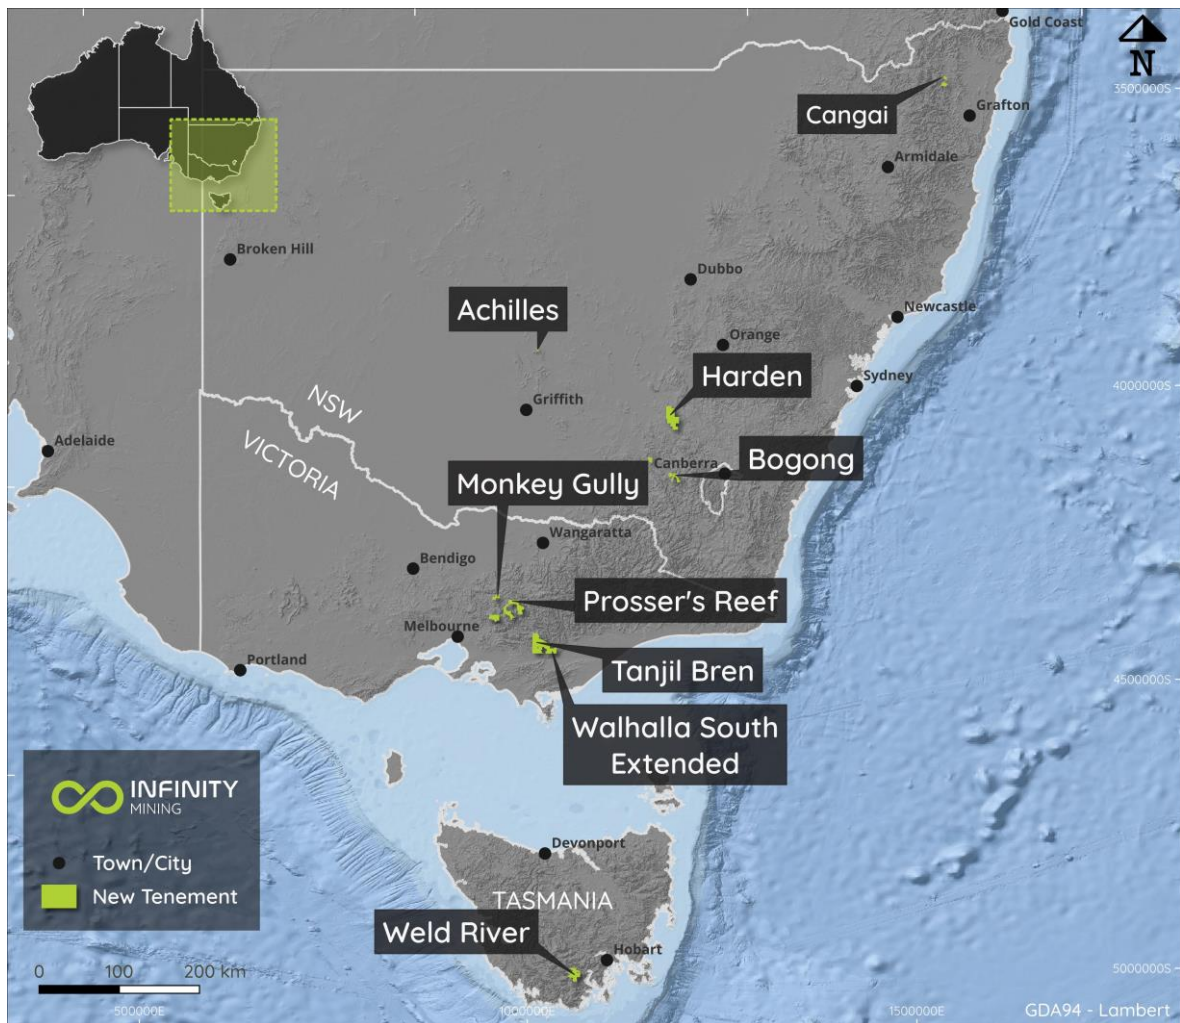 Gold Coast
N
3500000S
Cangai
Grafton
Armidale
Broken Hill
Dubbo
Achilles
Newcastle
Orange
Harden
Sydney
4000000S
NSW
Griffith
VICTORIA
Adelaide
Canberra
Bogong
Monkey Gully
Wangaratta
Bendigo
Prosser's Reef
Melbourne
Tanjil Bren
Portland
4500000S
Walhalla South
Extended
INFINITY
MINING
Town/City
New Tenement
Devonport
TASMANIA
Weld River
Hobart
0 100 200 km
5000000S
500000E
1000000E
1500000E
GDA94 - Lambert